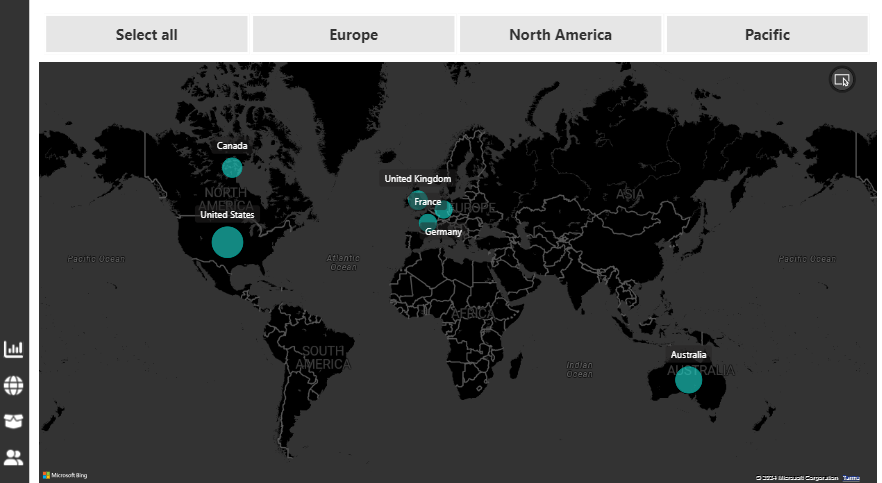 Select all
Europe
North America
Pacific
Canada
United Kingdom
NORTH
AMERICA
France
EUROPE
ASIA
United States
Germany
Pacific Ocean
Atlantic
Ocean
Pacific Ocean
AFRICA
SOUTH
AMERICA
Australia
Indian
Ocean
AUSTRALIA
Microsoft Bing
© 2024 Microsoft Corporation
Terms